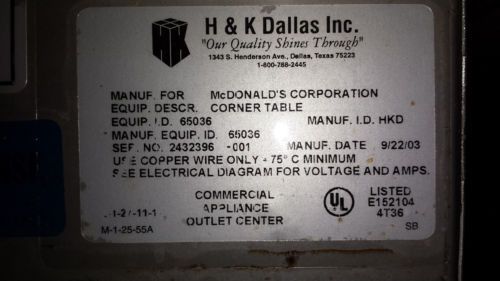 H & K Dallas Inc.
"Our Quality Shines Through"
1343 S. Henderson Ave., Dallas, Texas 75223
1-800-788-2445
MANUF. FOR McDONALD'S CORPORATION
EQUIP. DESCR. CORNER TABLE
EQUIP. I.D. 65036 MANUF. I.D. HKD
MANUF. EQUIP. ID. 65036
SER. NO. 2432396 -001 MANUF. DATE 9/22/03
USE COPPER WIRE ONLY + 75° C MINIMUM
SEE ELECTRICAL DIAGRAM FOR VOLTAGE AND AMPS.
COMMERCIAL
APPLIANCE
OUTLET CENTER
UL
LISTED
E152104
4T36
M-1-25-55A
SB